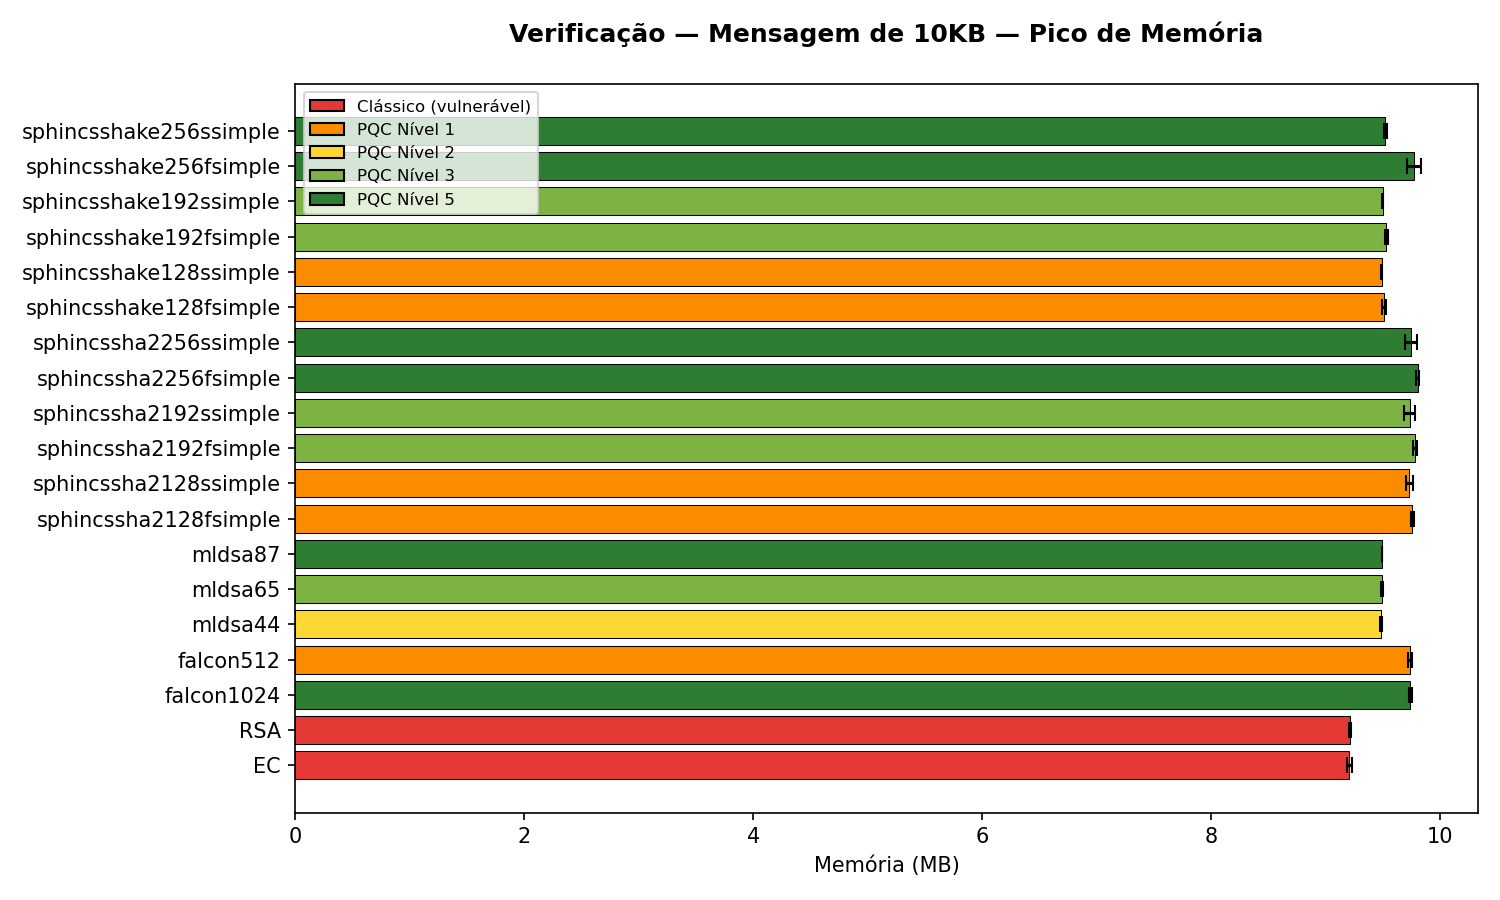 Verificação — Mensagem de 10KB — Pico de Memória
Clássico (vulnerável)
PQC Nível 1
PQC Nível 2
PQC Nível 3
PQC Nível 5
sphincsshake256ssimple
sphincsshake256fsimple
sphincsshake192ssimple
sphincsshake192fsimple
sphincsshake128ssimple
sphincsshake128fsimple
sphincssha2256ssimple
sphincssha2256fsimple
sphincssha2192ssimple
sphincssha2192fsimple
sphincssha2128ssimple
sphincssha2128fsimple
mldsa87
mldsa65
mldsa44
falcon512
falcon1024
RSA
EC
0 2 4 6 8 10
Memória (MB)